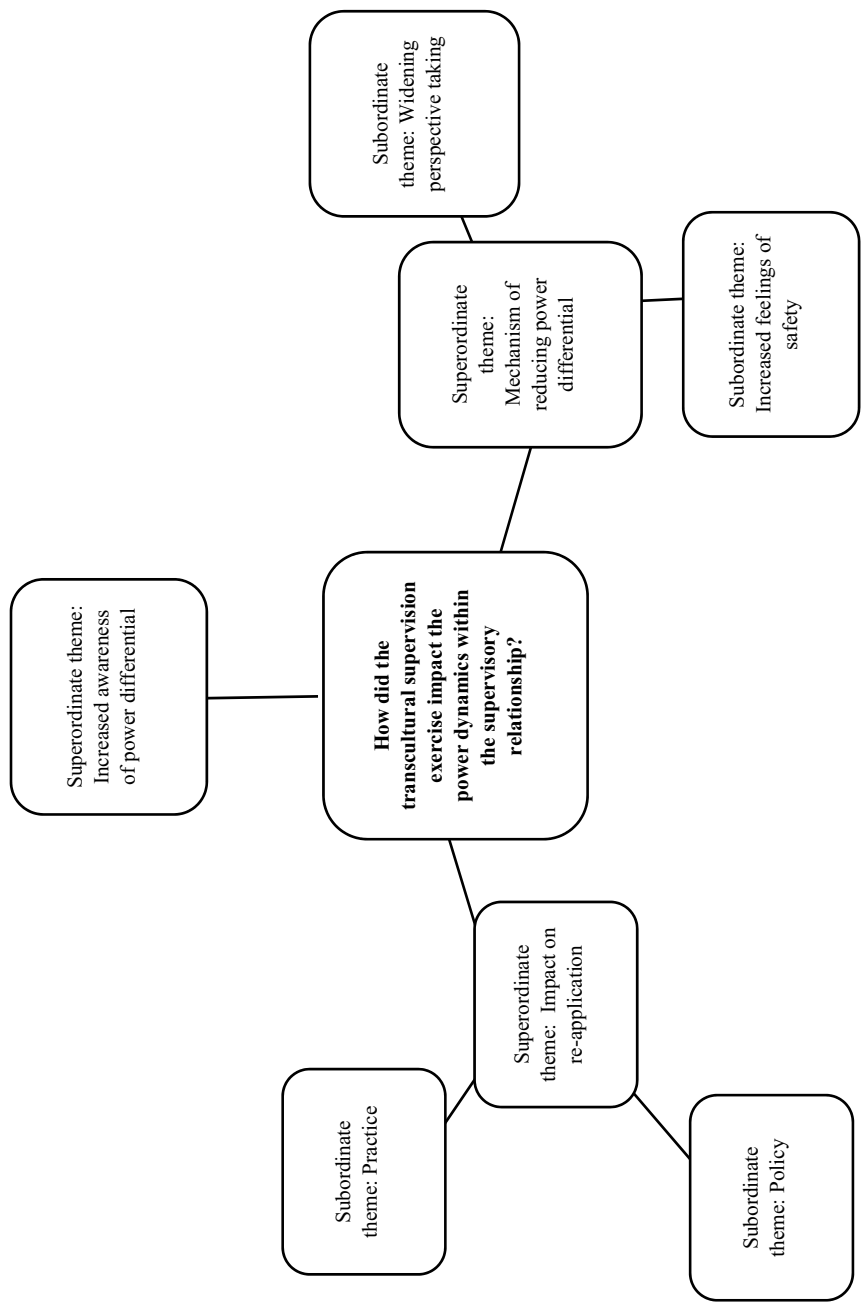 Superordinate theme:
Increased awareness
of power differential
Subordinate
theme: Practice
How did the
transcultural supervision
exercise impact the
power dynamics within
the supervisory
relationship?
Subordinate
theme: Widening
perspective taking
Superordinate
theme:
Mechanism of
reducing power
differential
Superordinate
theme: Impact on
re-application
Subordinate theme:
Increased feelings of
safety
Subordinate
theme: Policy